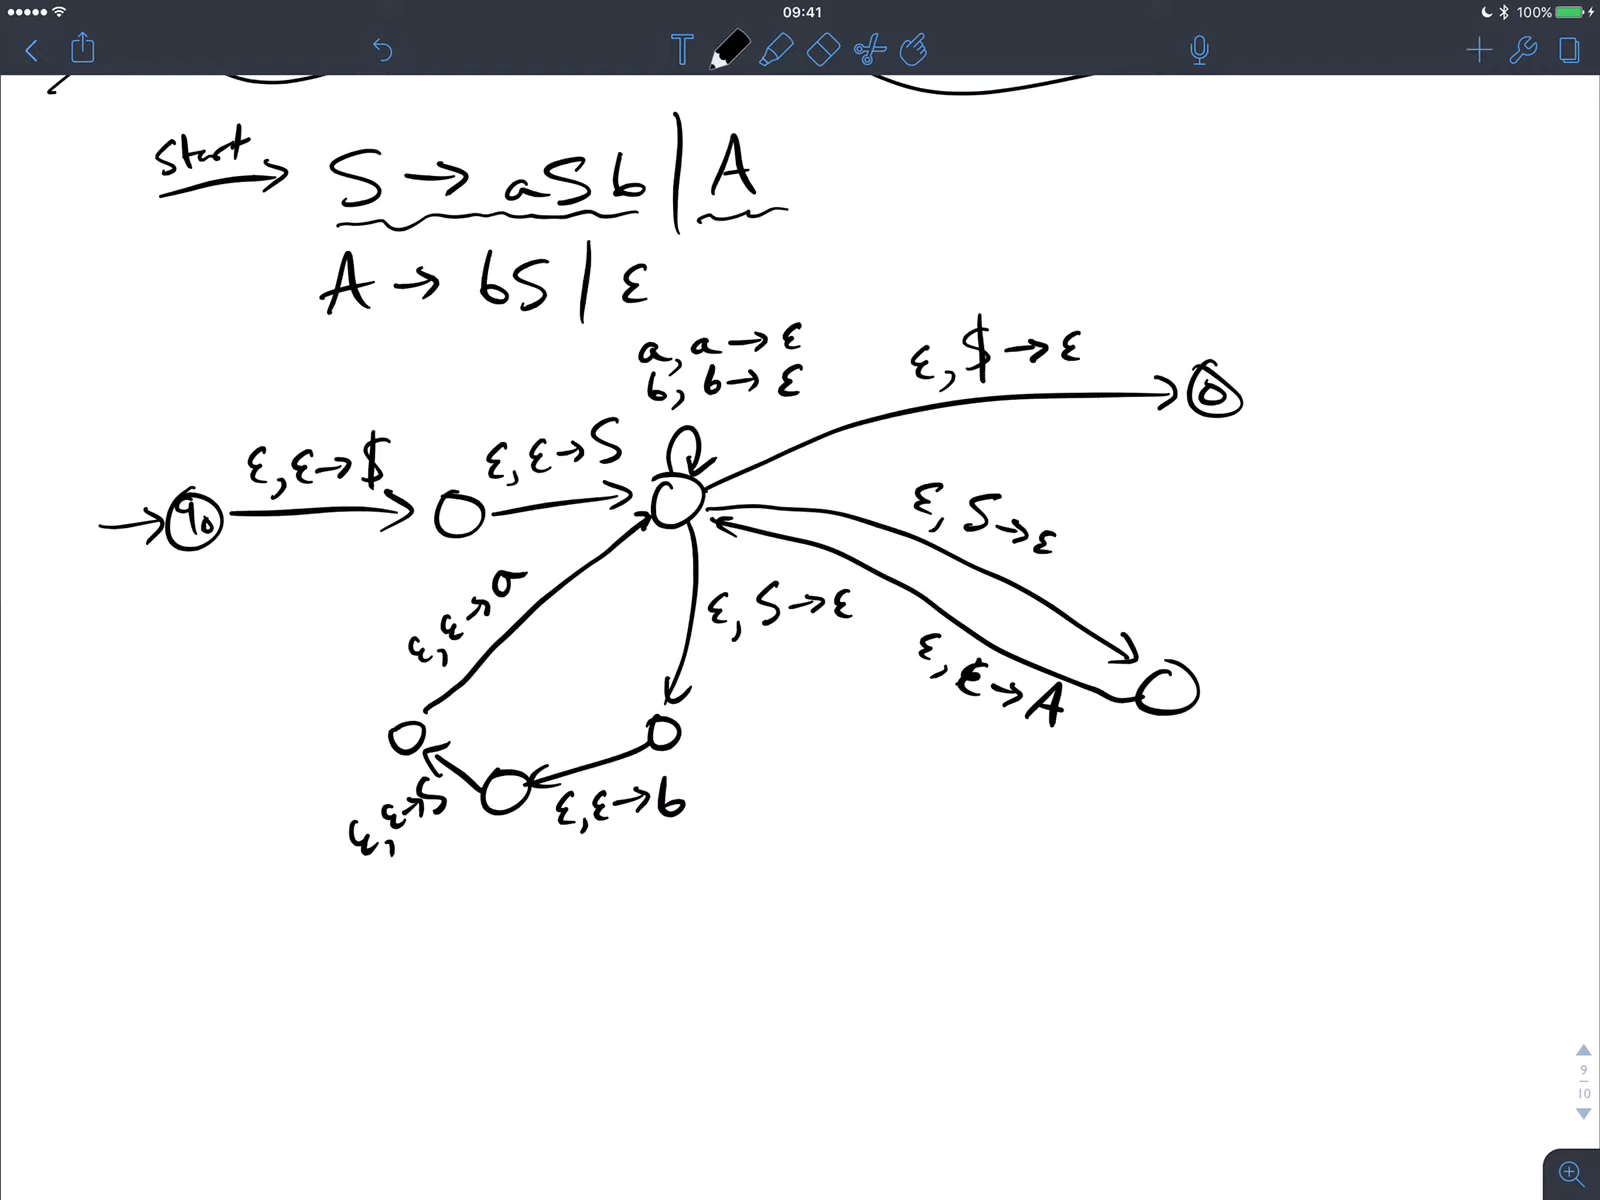 09:41
100%
T
start
S → aSb | A
A → bS | ε
a, a → ε
b, b → ε
ε, $ → ε
ε, ε → $
ε, ε → S
q0
ε, S → ε
ε, ε → a
ε, S → ε
ε, ε → A
ε, ε → S
ε, ε → b
9
10